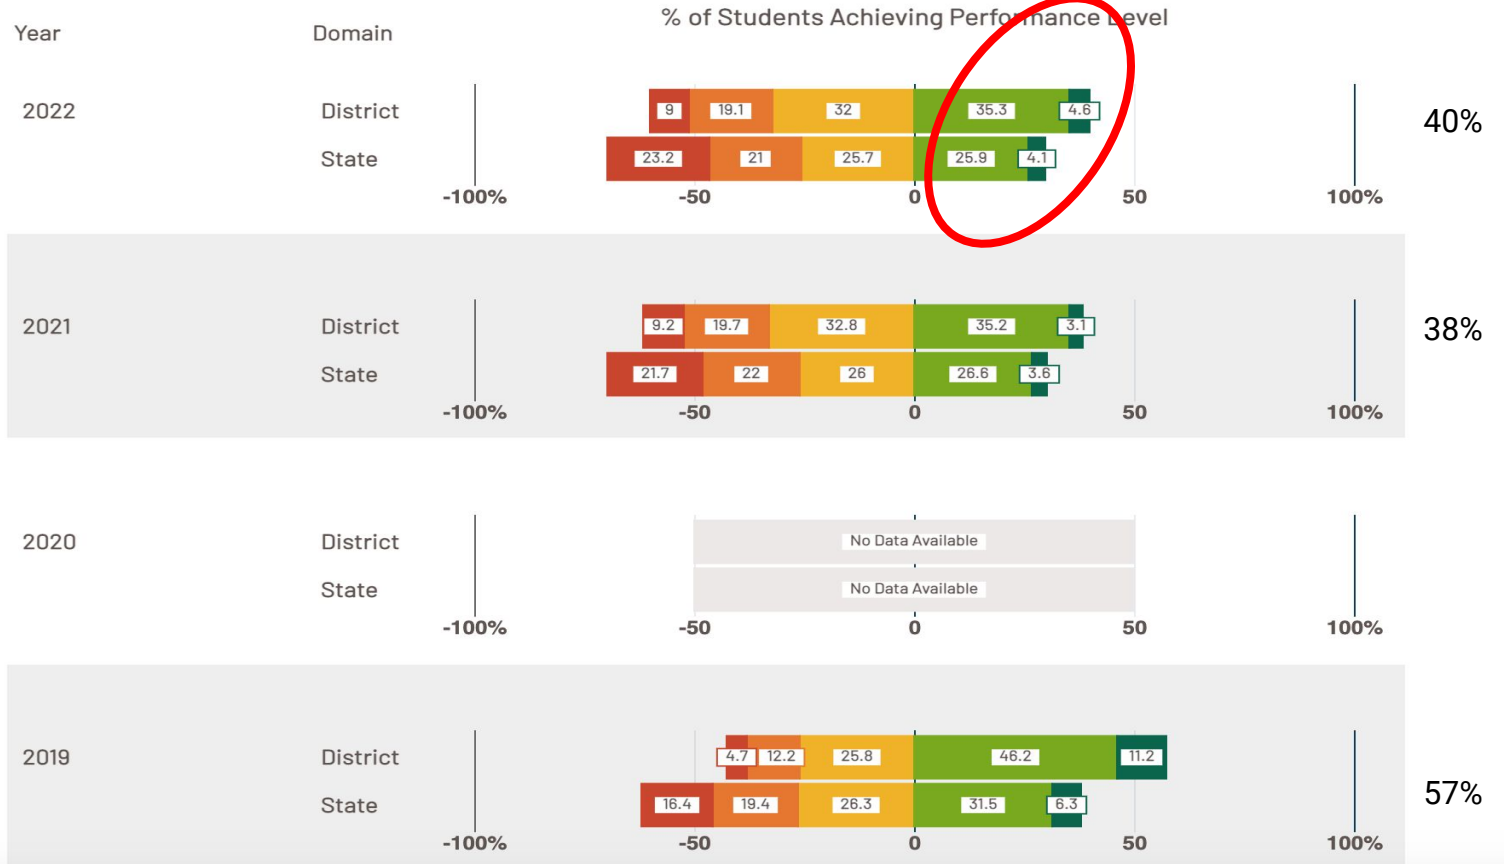 % of Students Achieving Performance Level
Year Domain
2022 District 9 19.1 32 35.3 4.6 40%
State 23.2 21 25.7 25.9 4.1
-100% -50 0 50 100%
2021 District 9.2 19.7 32.8 35.2 3.1 38%
State 21.7 22 26 26.6 3.6
-100% -50 0 50 100%
2020 District No Data Available
State No Data Available
-100% -50 0 50 100%
2019 District 4.7 12.2 25.8 46.2 11.2
State 16.4 19.4 26.3 31.5 6.3 57%
-100% -50 0 50 100%